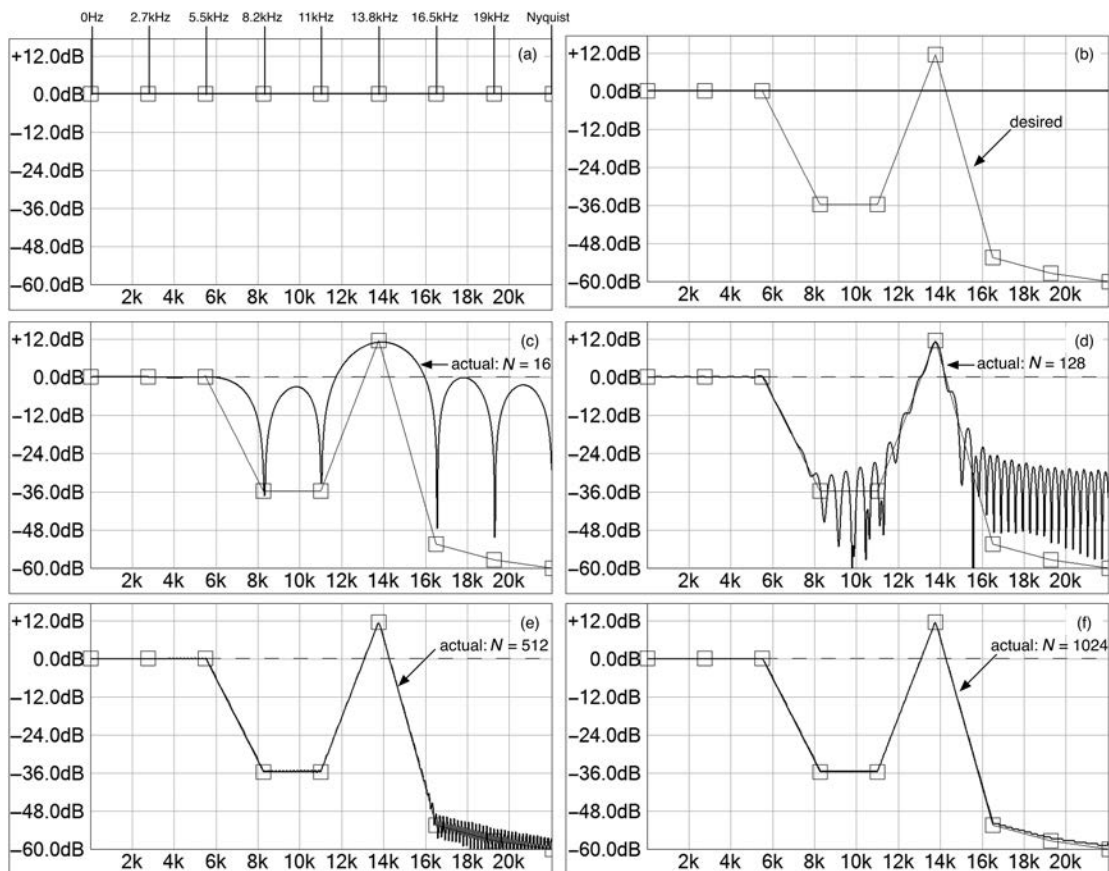 0Hz 2.7kHz 5.5kHz 8.2kHz 11kHz 13.8kHz 16.5kHz 19kHz Nyquist
(a)
+12.0dB
0.0dB
−12.0dB
−24.0dB
−36.0dB
−48.0dB
−60.0dB
2k 4k 6k 8k 10k 12k 14k 16k 18k 20k
(b)
+12.0dB
0.0dB
−12.0dB
−24.0dB
−36.0dB
−48.0dB
−60.0dB
desired
2k 4k 6k 8k 10k 12k 14k 16k 18k 20k
(c)
+12.0dB
0.0dB
−12.0dB
−24.0dB
−36.0dB
−48.0dB
−60.0dB
actual: N = 16
2k 4k 6k 8k 10k 12k 14k 16k 18k 20k
(d)
+12.0dB
0.0dB
−12.0dB
−24.0dB
−36.0dB
−48.0dB
−60.0dB
actual: N = 128
2k 4k 6k 8k 10k 12k 14k 16k 18k 20k
(e)
+12.0dB
0.0dB
−12.0dB
−24.0dB
−36.0dB
−48.0dB
−60.0dB
actual: N = 512
2k 4k 6k 8k 10k 12k 14k 16k 18k 20k
(f)
+12.0dB
0.0dB
−12.0dB
−24.0dB
−36.0dB
−48.0dB
−60.0dB
actual: N = 1024
2k 4k 6k 8k 10k 12k 14k 16k 18k 20k